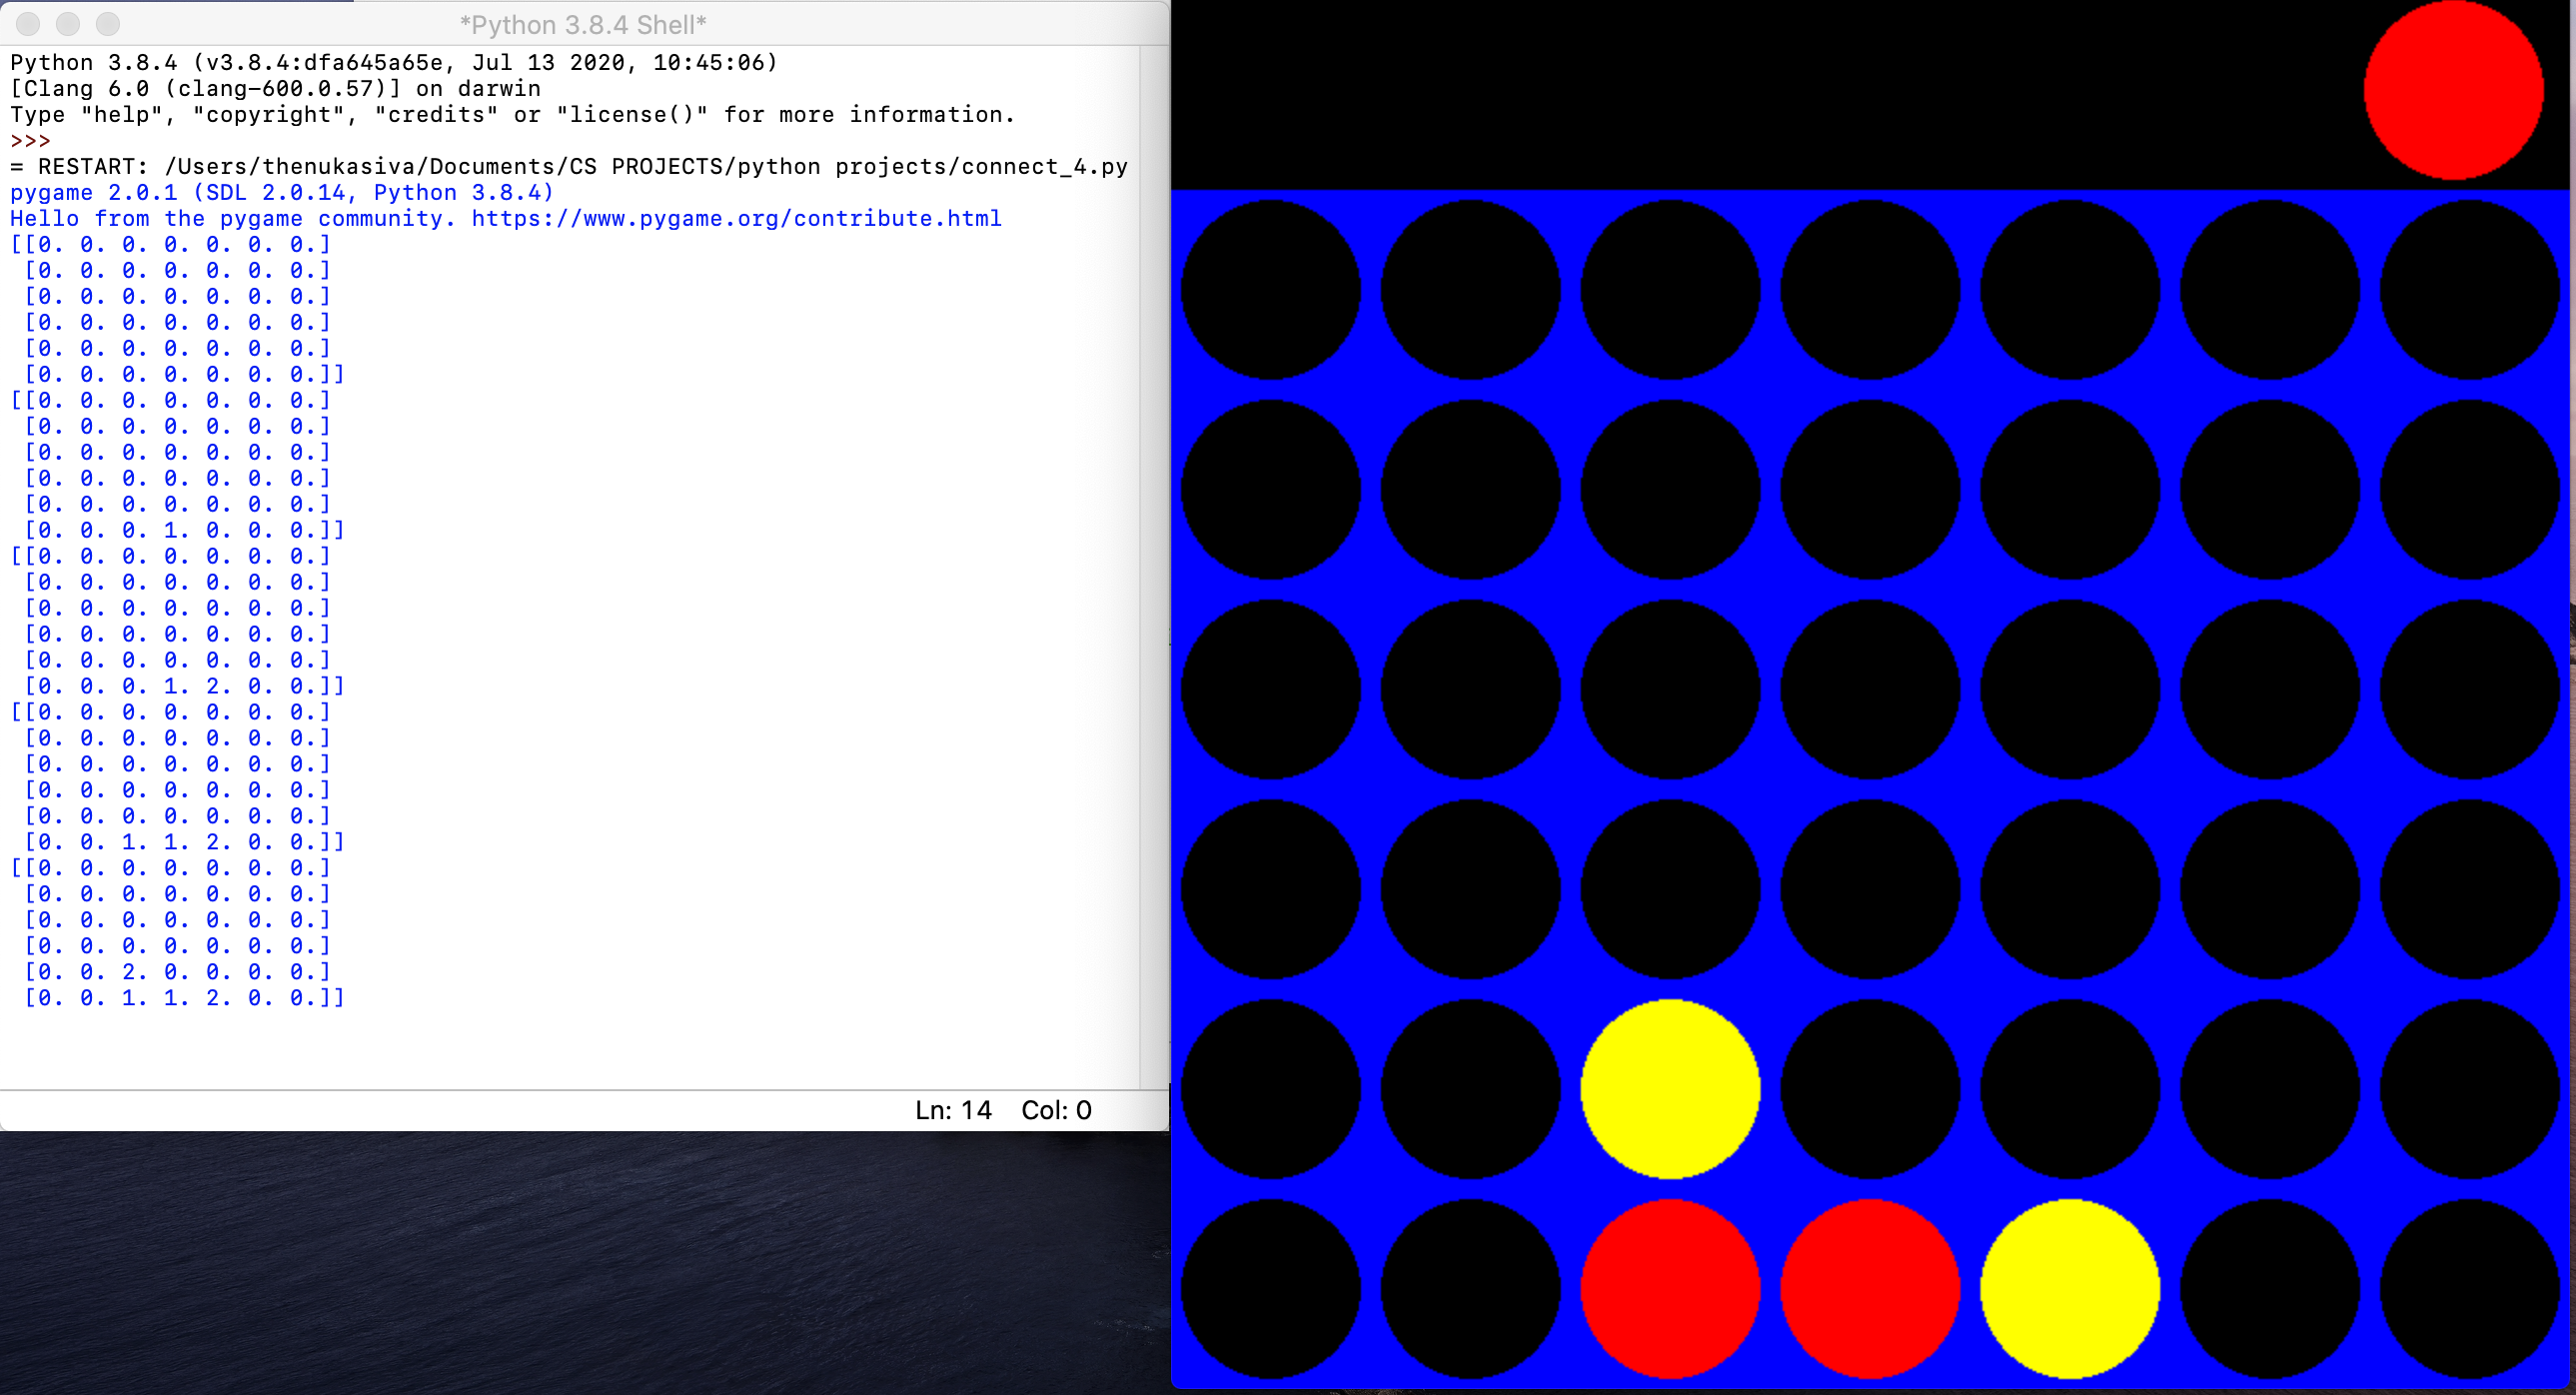 *Python 3.8.4 Shell*
Python 3.8.4 (v3.8.4:dfa645a65e, Jul 13 2020, 10:45:06)
[Clang 6.0 (clang-600.0.57)] on darwin
Type "help", "copyright", "credits" or "license()" for more information.
>>>
= RESTART: /Users/thenukasiva/Documents/CS PROJECTS/python projects/connect_4.py
pygame 2.0.1 (SDL 2.0.14, Python 3.8.4)
Hello from the pygame community. https://www.pygame.org/contribute.html
[[0. 0. 0. 0. 0. 0. 0.]
 [0. 0. 0. 0. 0. 0. 0.]
 [0. 0. 0. 0. 0. 0. 0.]
 [0. 0. 0. 0. 0. 0. 0.]
 [0. 0. 0. 0. 0. 0. 0.]
 [0. 0. 0. 0. 0. 0. 0.]]
[[0. 0. 0. 0. 0. 0. 0.]
 [0. 0. 0. 0. 0. 0. 0.]
 [0. 0. 0. 0. 0. 0. 0.]
 [0. 0. 0. 0. 0. 0. 0.]
 [0. 0. 0. 0. 0. 0. 0.]
 [0. 0. 0. 1. 0. 0. 0.]]
[[0. 0. 0. 0. 0. 0. 0.]
 [0. 0. 0. 0. 0. 0. 0.]
 [0. 0. 0. 0. 0. 0. 0.]
 [0. 0. 0. 0. 0. 0. 0.]
 [0. 0. 0. 0. 0. 0. 0.]
 [0. 0. 0. 1. 2. 0. 0.]]
[[0. 0. 0. 0. 0. 0. 0.]
 [0. 0. 0. 0. 0. 0. 0.]
 [0. 0. 0. 0. 0. 0. 0.]
 [0. 0. 0. 0. 0. 0. 0.]
 [0. 0. 0. 0. 0. 0. 0.]
 [0. 0. 1. 1. 2. 0. 0.]]
[[0. 0. 0. 0. 0. 0. 0.]
 [0. 0. 0. 0. 0. 0. 0.]
 [0. 0. 0. 0. 0. 0. 0.]
 [0. 0. 0. 0. 0. 0. 0.]
 [0. 0. 2. 0. 0. 0. 0.]
 [0. 0. 1. 1. 2. 0. 0.]]
Ln: 14 Col: 0